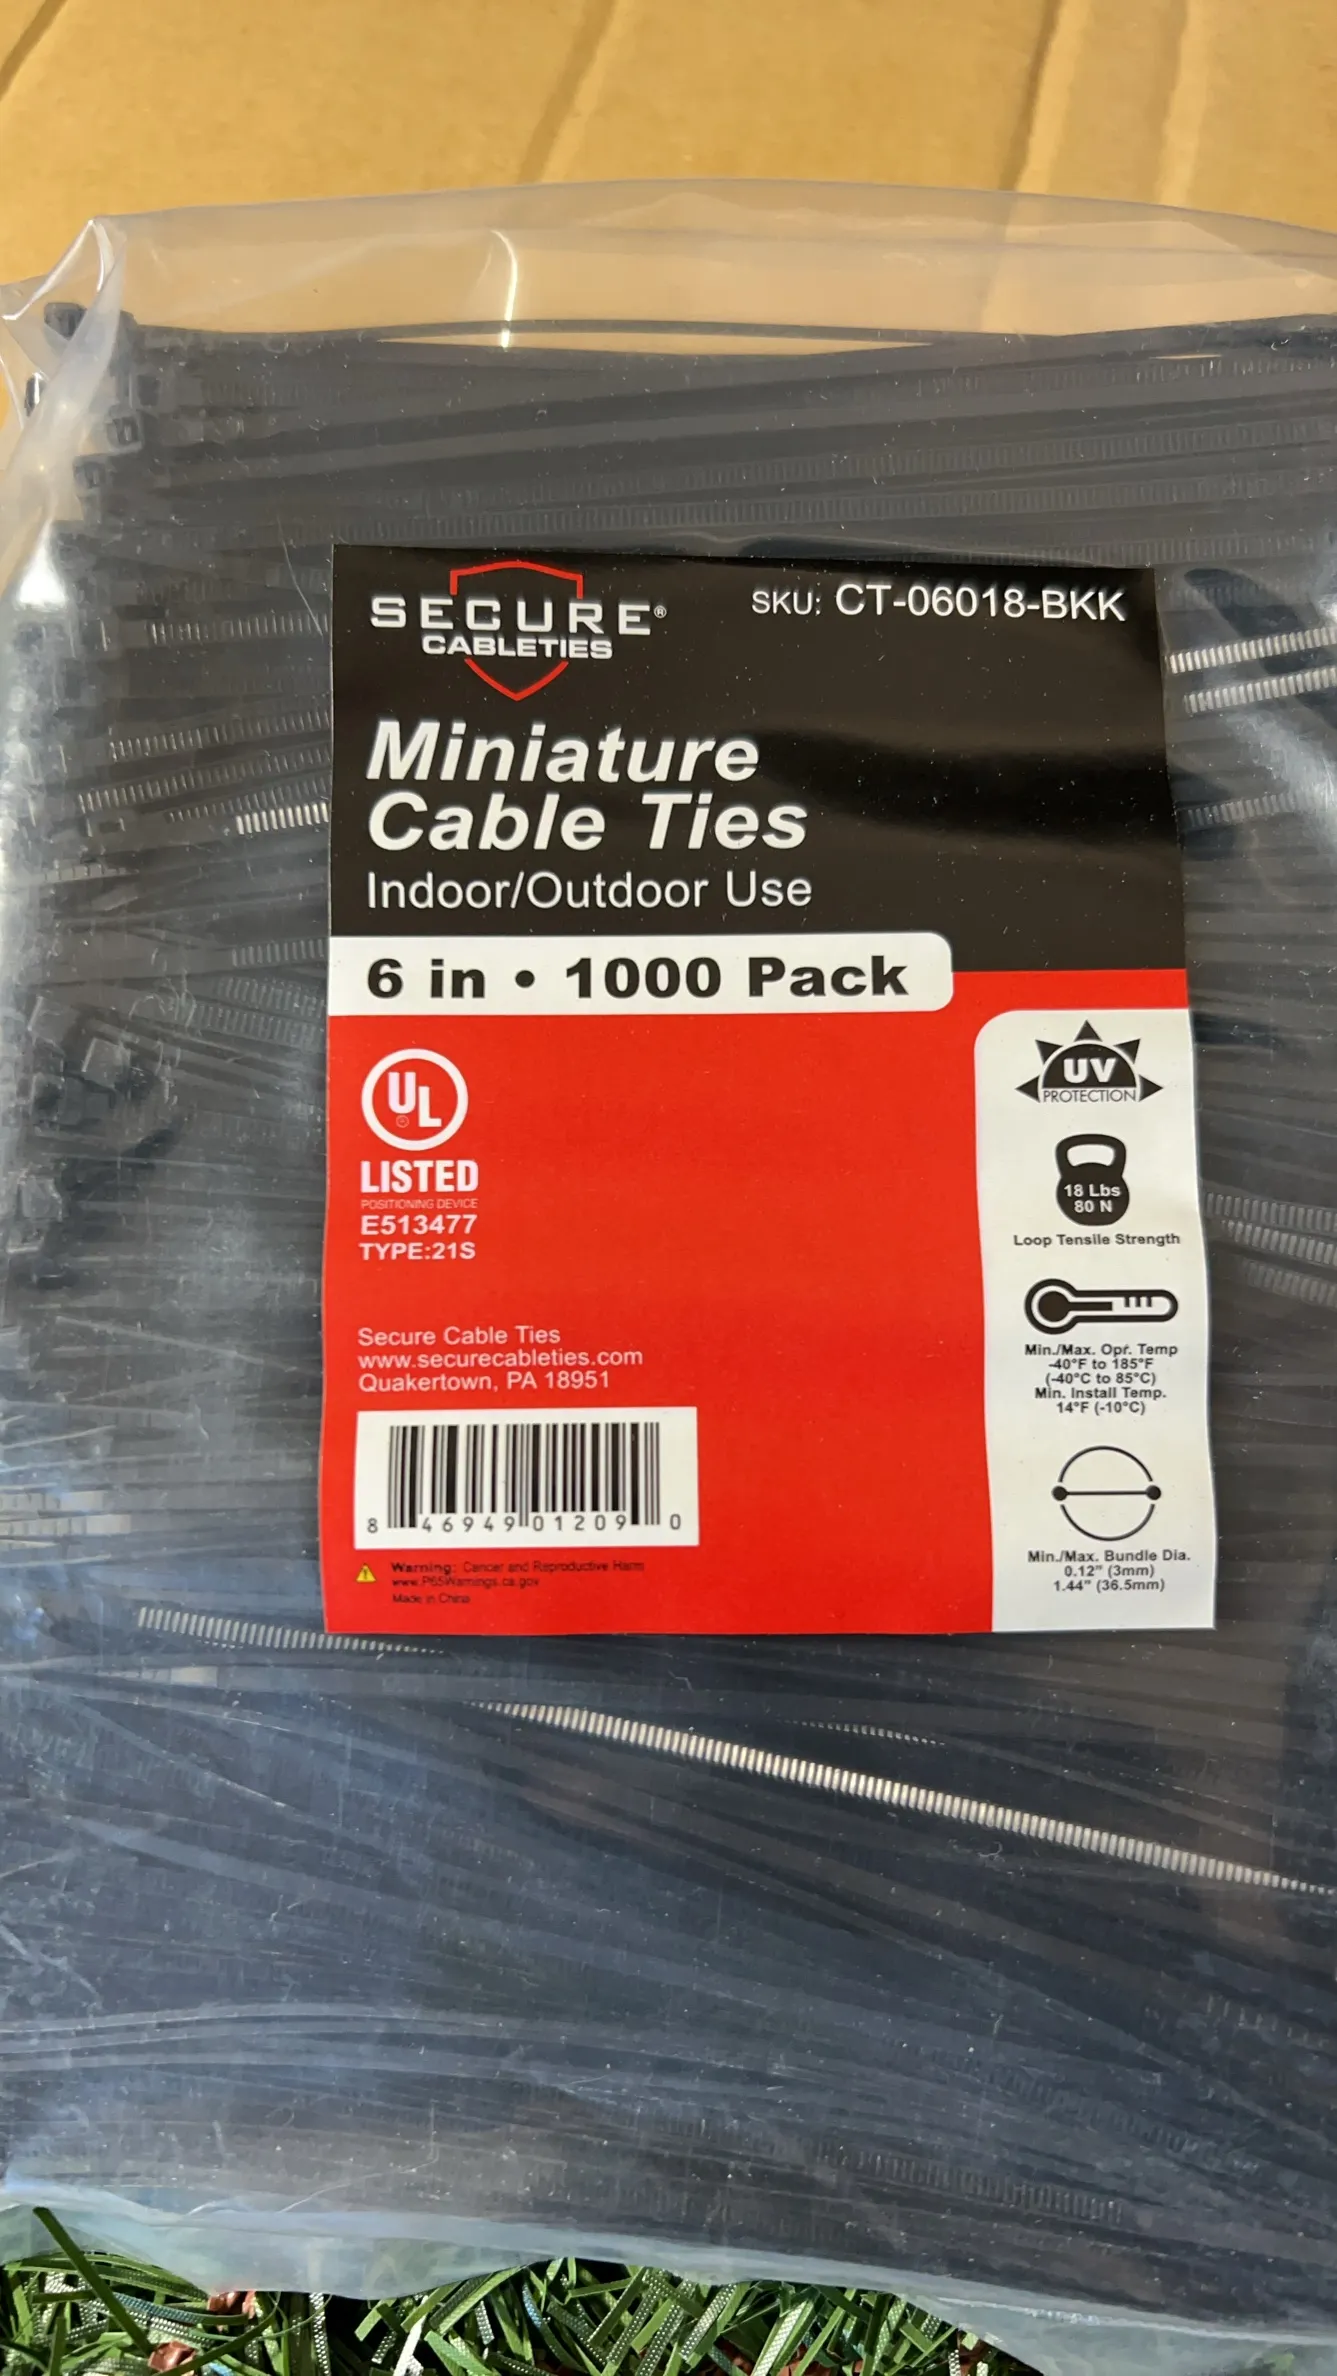 SECURE®
CABLETIES
SKU: CT-06018-BKK
Miniature
Cable Ties
Indoor/Outdoor Use
6 in • 1000 Pack
UL
LISTED
POSITIONING DEVICE
E513477
TYPE:21S
Secure Cable Ties
www.securecableties.com
Quakertown, PA 18951
8 46949 01209 0
Warning: Cancer and Reproductive Harm
www.P65Warnings.ca.gov
Made in China
UV
PROTECTION
18 Lbs
80 N
Loop Tensile Strength
Min./Max. Opr. Temp
-40°F to 185°F
(-40°C to 85°C)
Min. Install Temp.
14°F (-10°C)
Min./Max. Bundle Dia.
0.12" (3mm)
1.44" (36.5mm)